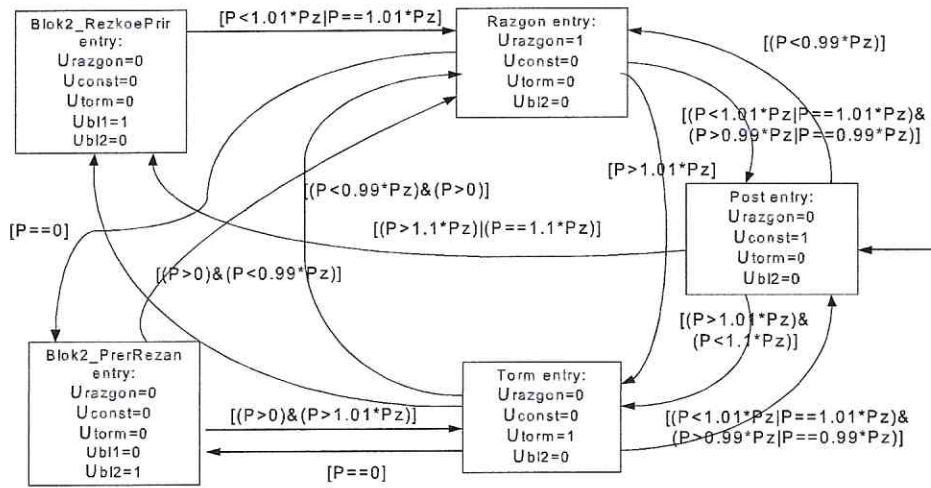 Blok2_RezkoePrir
entry:
Urazgon=0
Uconst=0
Utorm=0
Ubl1=1
Ubl2=0
[P<1.01*Pz|P==1.01*Pz]
Razgon entry:
Urazgon=1
Uconst=0
Utorm=0
Ubl2=0
[(P<0.99*Pz)]
[(P<1.01*Pz|P==1.01*Pz)&
(P>0.99*Pz|P==0.99*Pz)]
[P>1.01*Pz]
[(P<0.99*Pz)&(P>0)]
Post entry:
Urazgon=0
Uconst=1
Utorm=0
Ubl2=0
[P==0]
[(P>1.1*Pz)|(P==1.1*Pz)]
[(P>0)&(P<0.99*Pz)]
[(P>1.01*Pz)&
(P<1.1*Pz)]
Blok2_PrerRezan
entry:
Urazgon=0
Uconst=0
Utorm=0
Ubl1=0
Ubl2=1
[(P>0)&(P>1.01*Pz)]
[P==0]
Torm entry:
Urazgon=0
Uconst=0
Utorm=1
Ubl2=0
[(P<1.01*Pz|P==1.01*Pz)&
(P>0.99*Pz|P==0.99*Pz)]